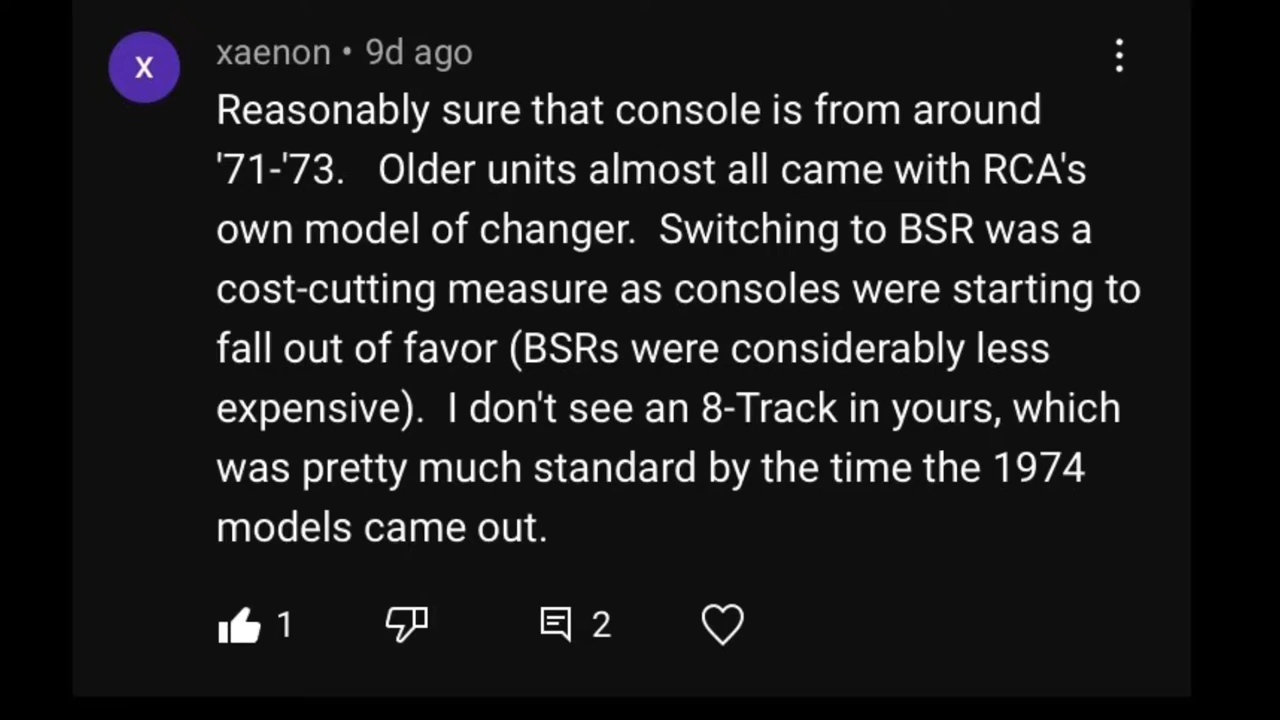 X
xaenon • 9d ago
Reasonably sure that console is from around
'71-'73.   Older units almost all came with RCA's
own model of changer.  Switching to BSR was a
cost-cutting measure as consoles were starting to
fall out of favor (BSRs were considerably less
expensive).  I don't see an 8-Track in yours, which
was pretty much standard by the time the 1974
models came out.
1 2